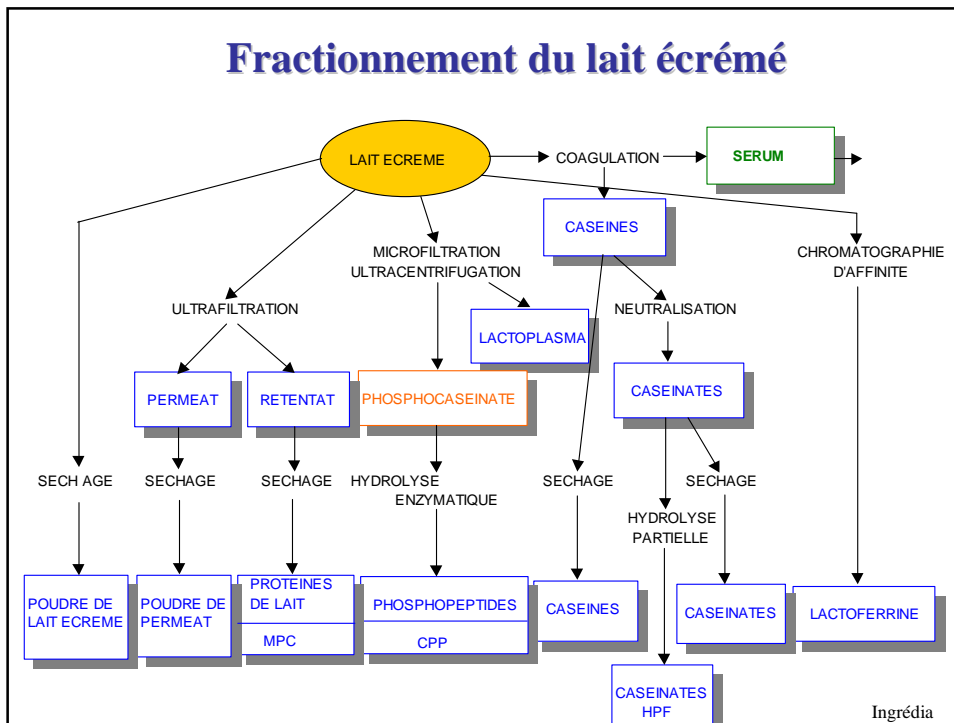 Fractionnement du lait écrémé
LAIT ECREME
COAGULATION
SERUM
CASEINES
MICROFILTRATION
ULTRACENTRIFUGATION
CHROMATOGRAPHIE
D'AFFINITE
ULTRAFILTRATION
NEUTRALISATION
LACTOPLASMA
PERMEAT
RETENTAT
PHOSPHOCASEINATE
CASEINATES
SECH AGE
SECHAGE
SECHAGE
HYDROLYSE
ENZYMATIQUE
SECHAGE
SECHAGE
HYDROLYSE
PARTIELLE
POUDRE DE
LAIT ECREME
POUDRE DE
PERMEAT
PROTEINES
DE LAIT
MPC
PHOSPHOPEPTIDES
CPP
CASEINES
CASEINATES
LACTOFERRINE
CASEINATES
HPF
Ingrédia